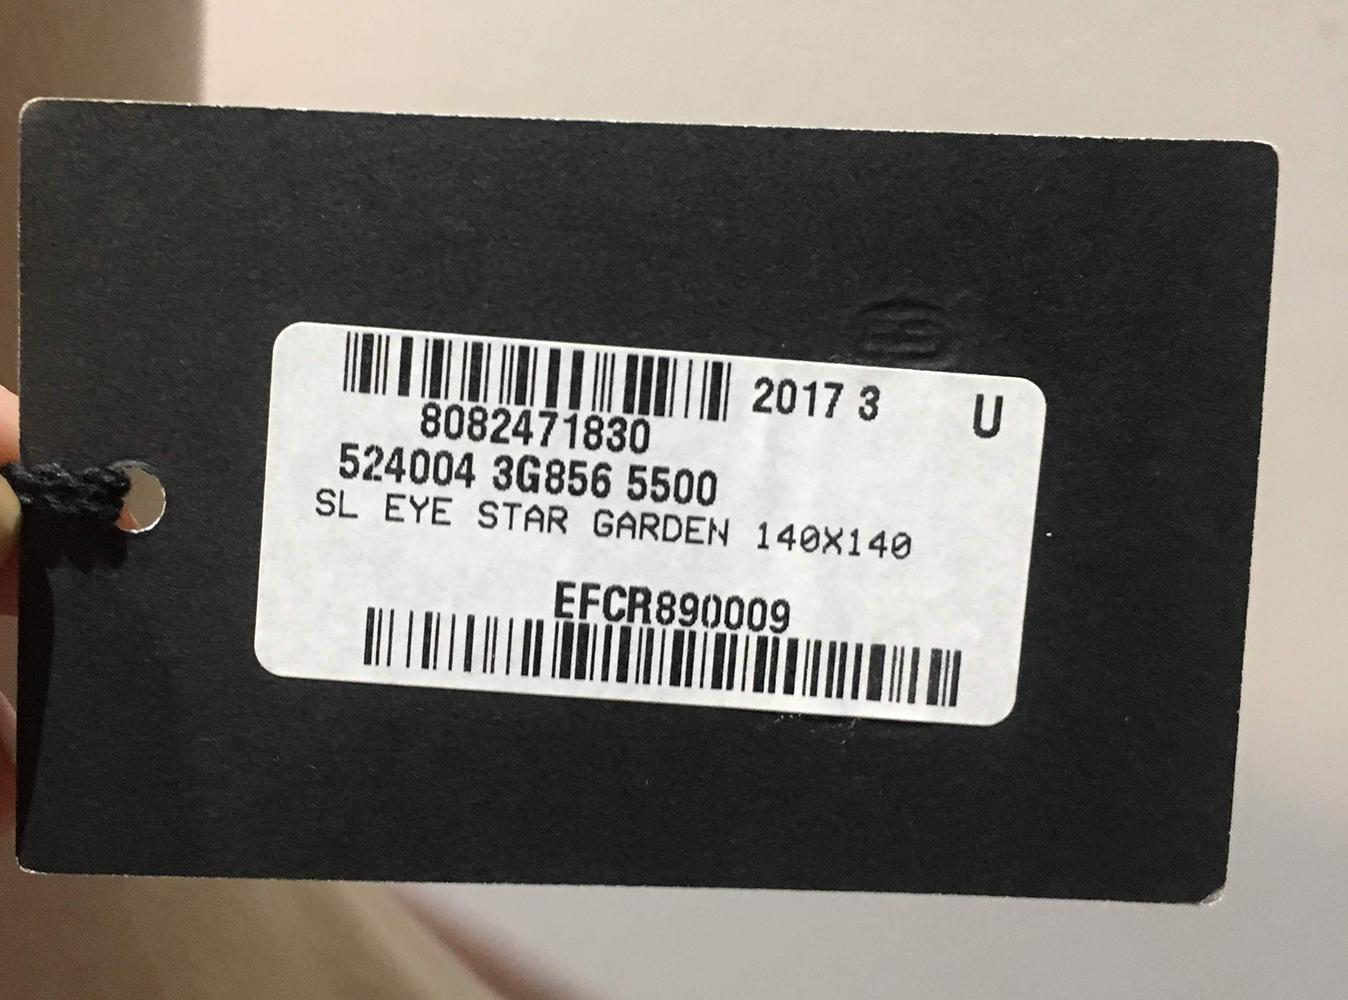 2017 3 U
8082471830
524004 3G856 5500
SL EYE STAR GARDEN 140X140
EFCR890009